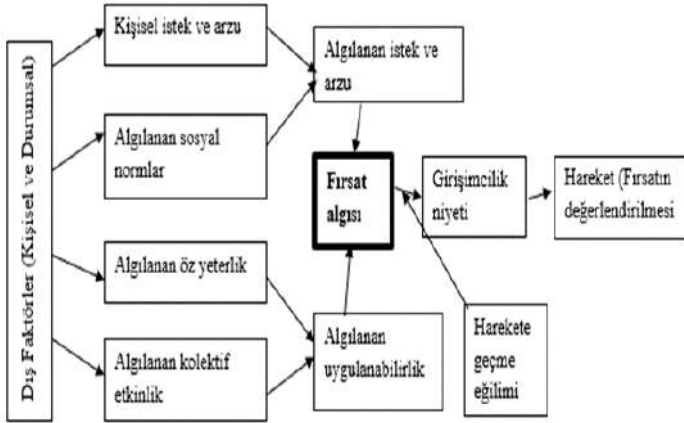 Dış Faktörler (Kişisel ve Durumsal)
Kişisel istek ve arzu
Algılanan sosyal
normlar
Algılanan öz yeterlik
Algılanan kolektif
etkinlik
Algılanan istek ve
arzu
Fırsat
algısı
Algılanan
uygulanabilirlik
Girişimcilik
niyeti
Harekete
geçme
eğilimi
Hareket (Fırsatın
değerlendirilmesi